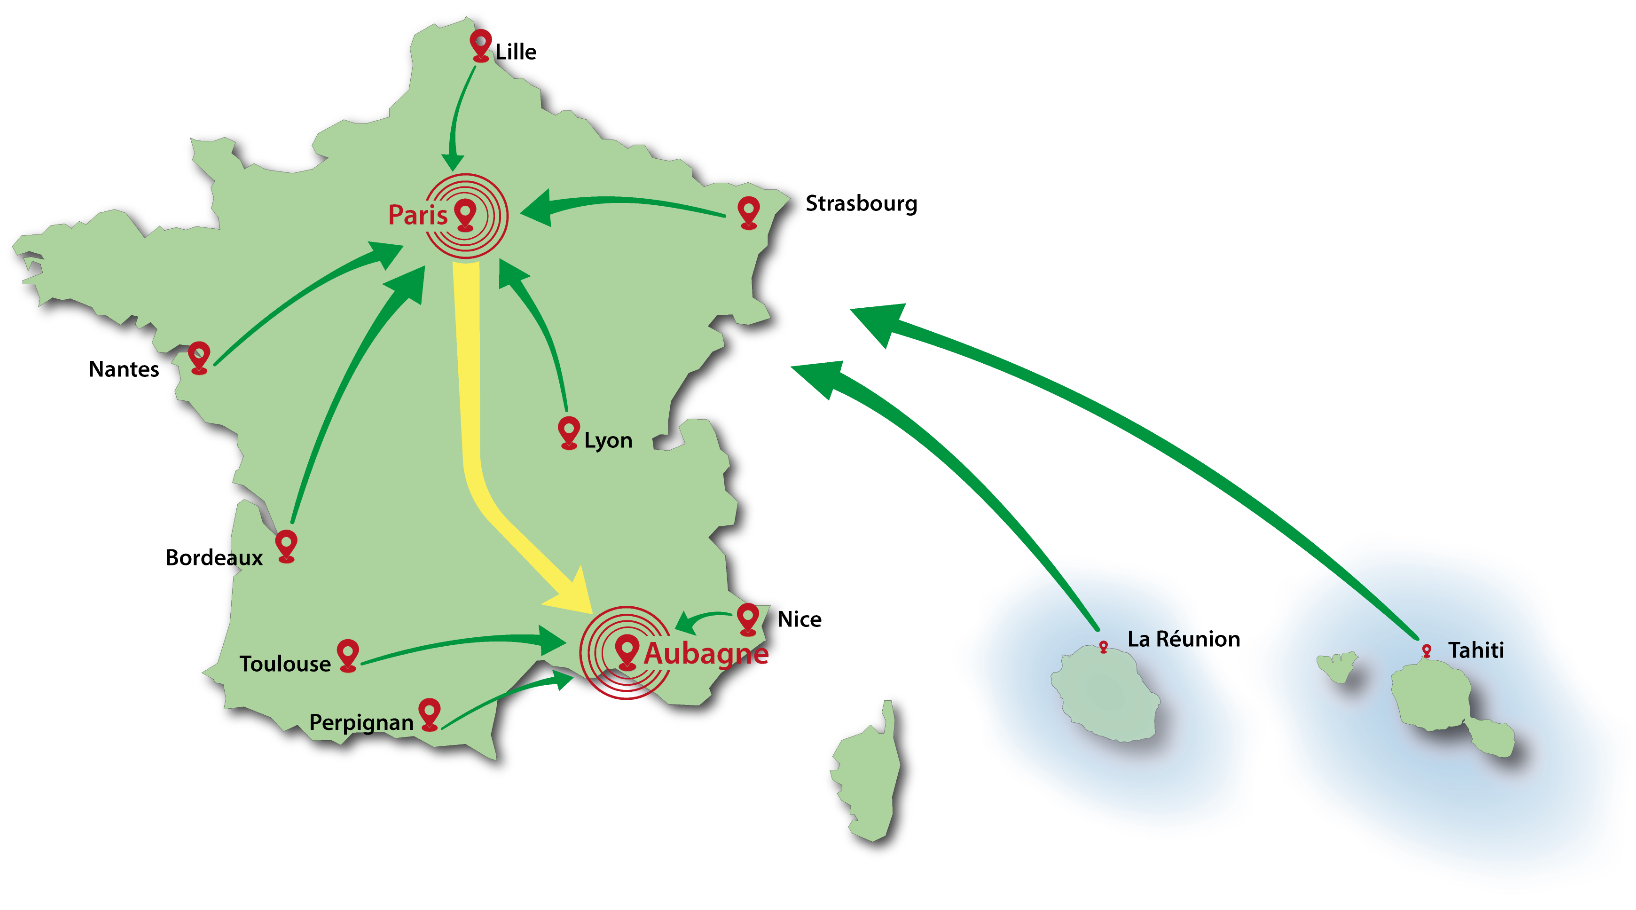 Lille
Strasbourg
Paris
Nantes
Lyon
Bordeaux
Nice
La Réunion
Tahiti
Aubagne
Toulouse
Perpignan